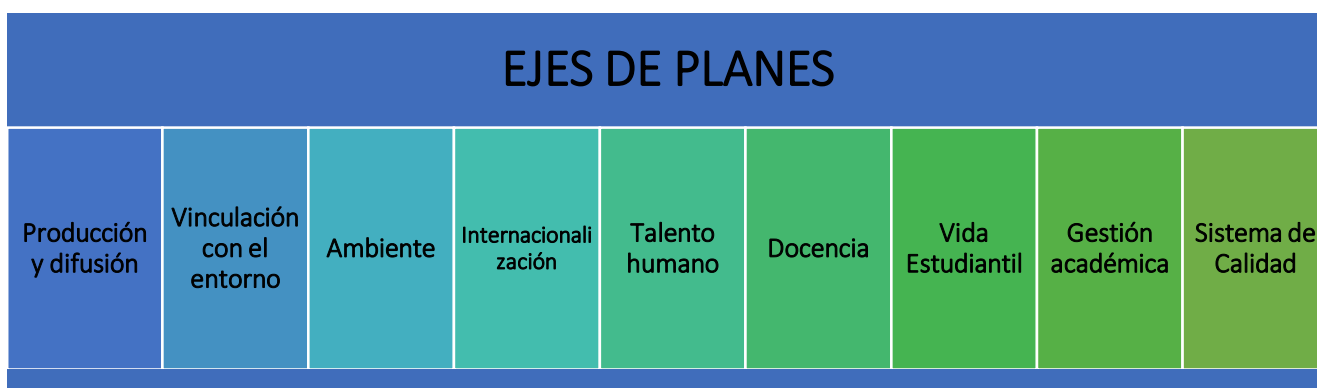 EJES DE PLANES
Producción
y difusión
Vinculación
con el
entorno
Ambiente
Internacionali
zación
Talento
humano
Docencia
Vida
Estudiantil
Gestión
académica
Sistema de
Calidad